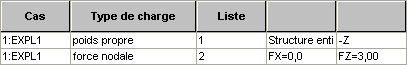 Cas Type de charge Liste
1:EXPL1 poids propre 1 Structure enti -Z
1:EXPL1 force nodale 2 FX=0,0 FZ=3,00